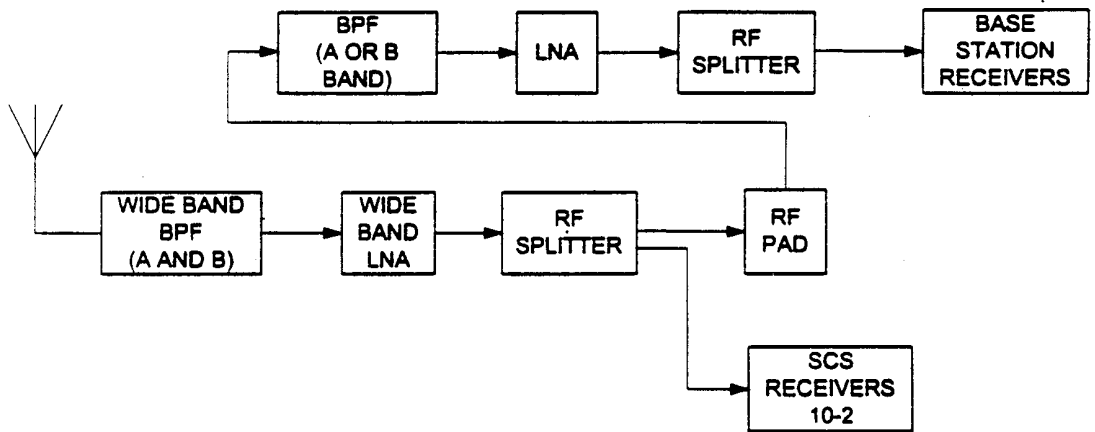 BPF
(A OR B
BAND)
LNA
RF
SPLITTER
BASE
STATION
RECEIVERS
WIDE BAND
BPF
(A AND B)
WIDE
BAND
LNA
RF
SPLITTER
RF
PAD
SCS
RECEIVERS
10-2